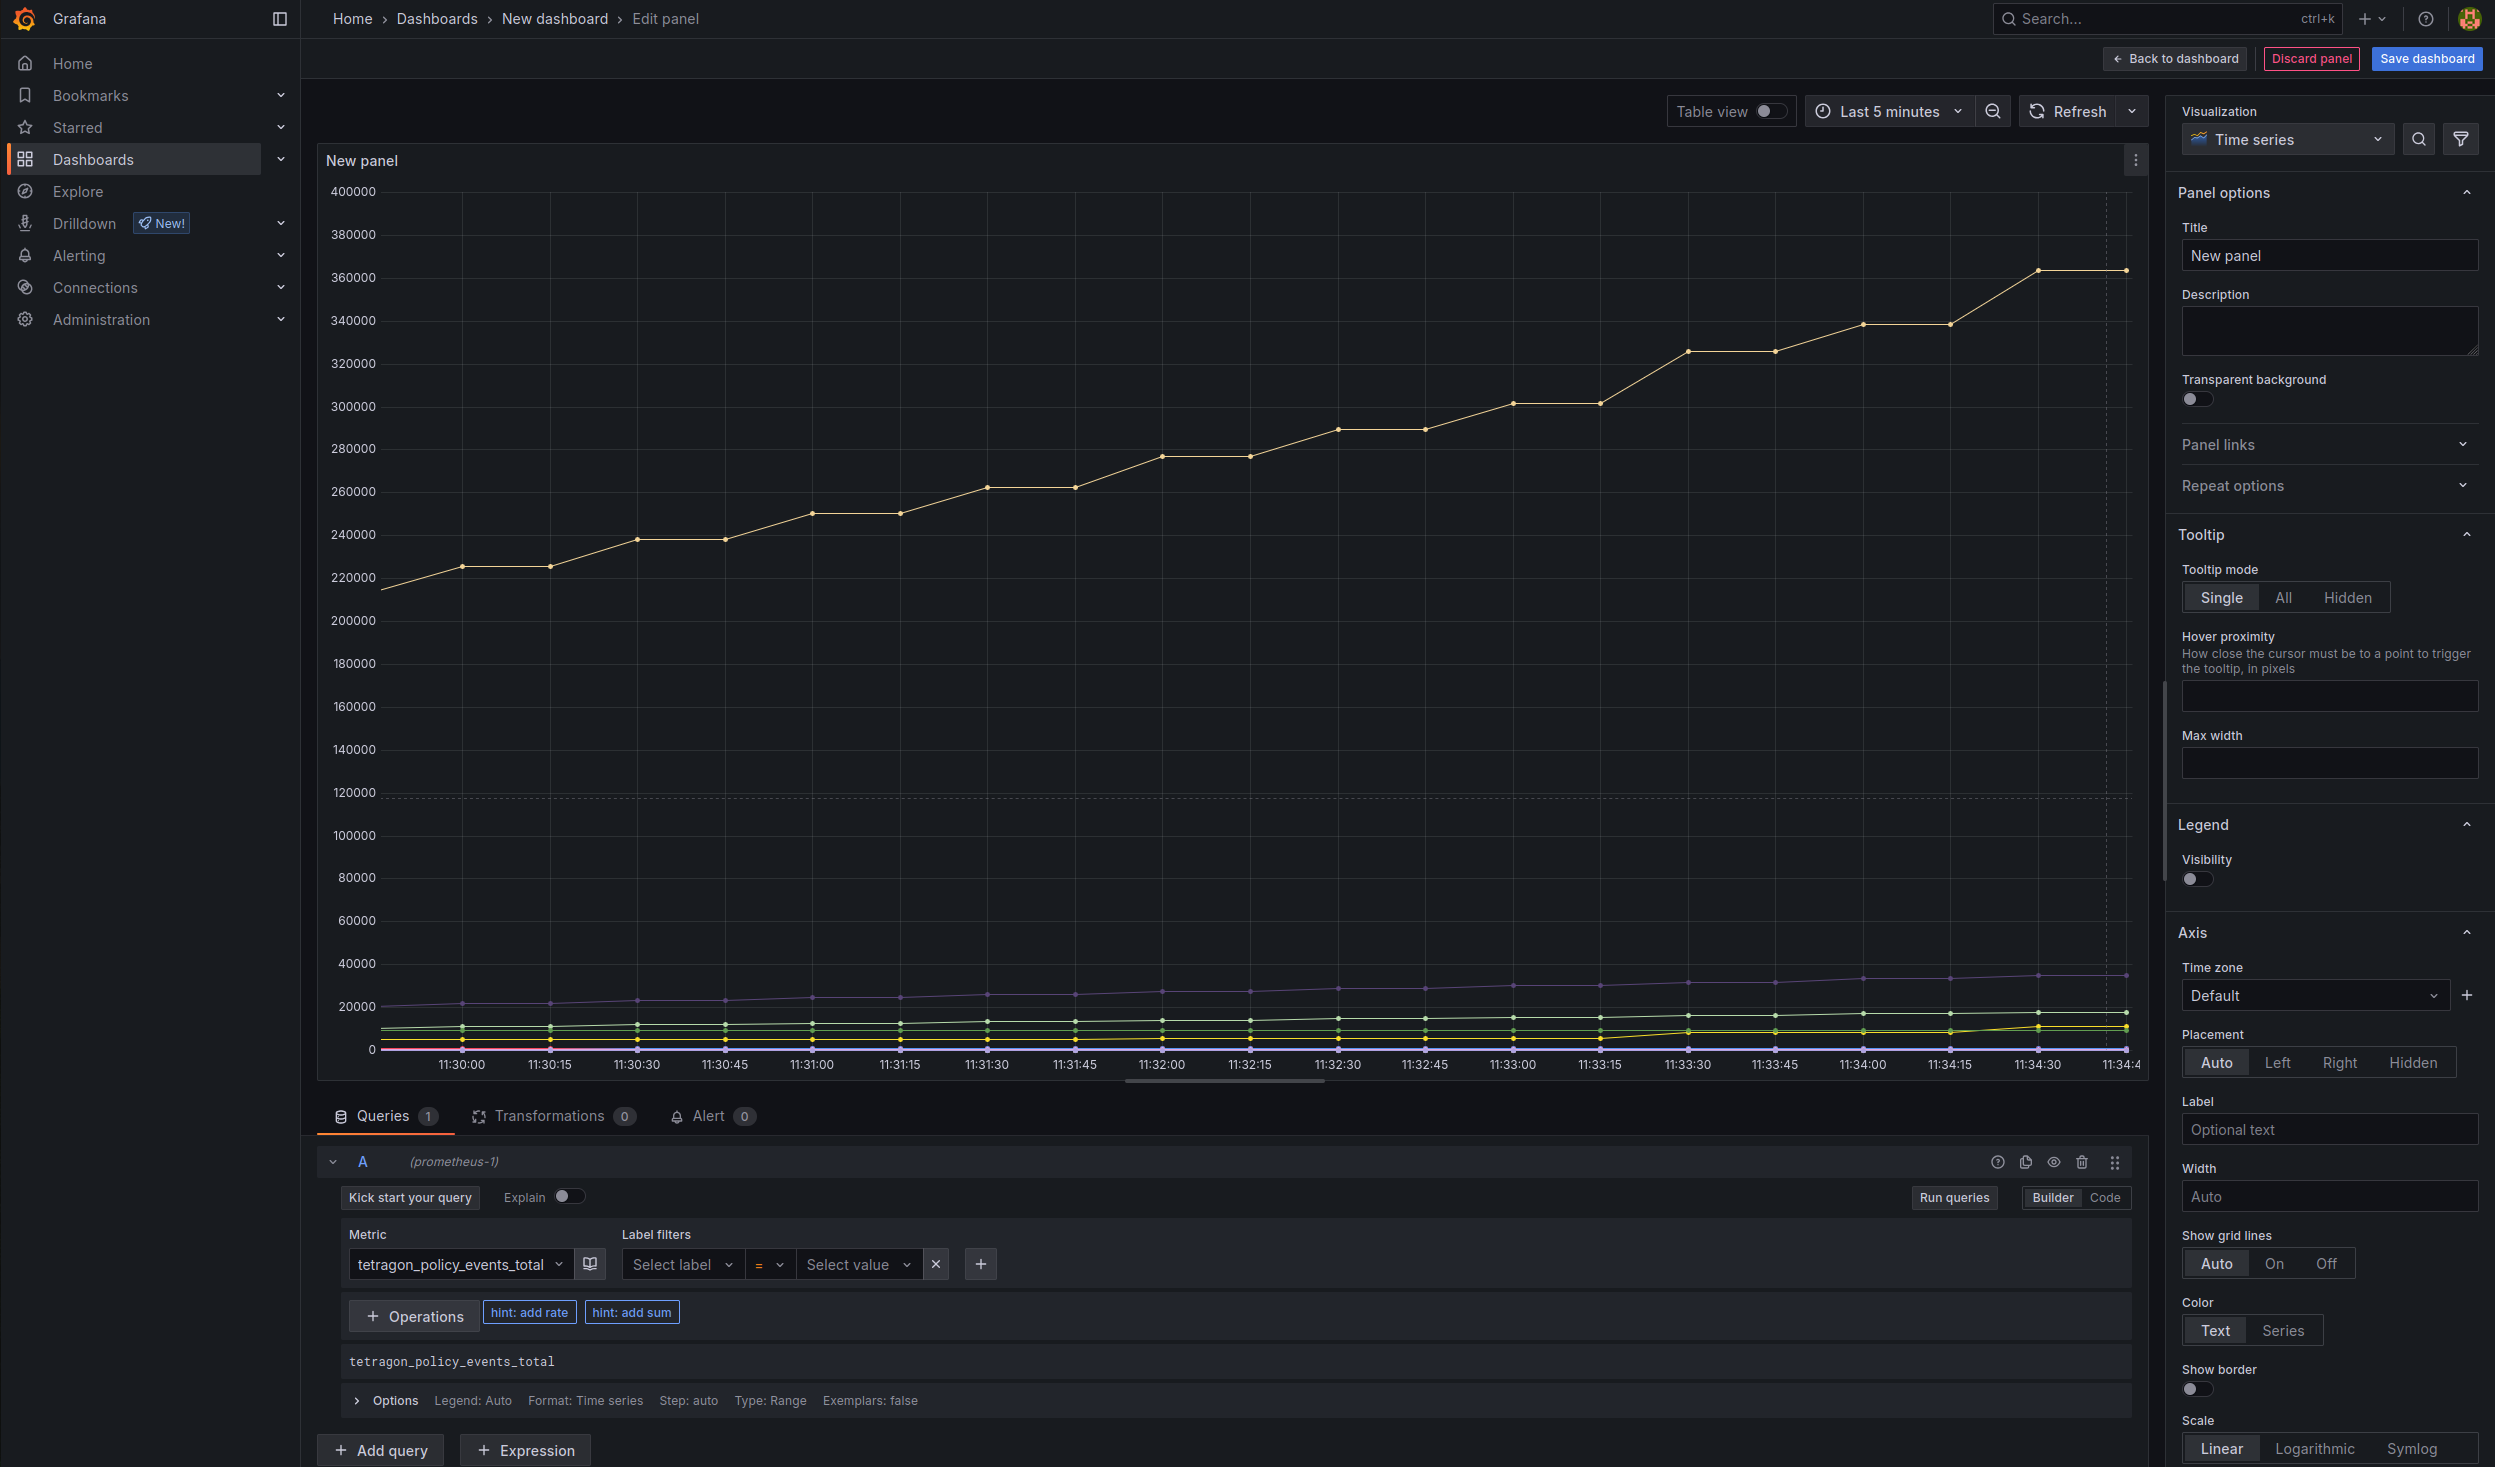 Grafana
Home › Dashboards › New dashboard › Edit panel
Search... ctrl+k
Back to dashboard
Discard panel
Save dashboard
Home
Bookmarks
Starred
Dashboards
Explore
Drilldown New!
Alerting
Connections
Administration
Table view
Last 5 minutes
Refresh
New panel
400000
380000
360000
340000
320000
300000
280000
260000
240000
220000
200000
180000
160000
140000
120000
100000
80000
60000
40000
20000
0
11:30:00 11:30:15 11:30:30 11:30:45 11:31:00 11:31:15 11:31:30 11:31:45 11:32:00 11:32:15 11:32:30 11:32:45 11:33:00 11:33:15 11:33:30 11:33:45 11:34:00 11:34:15 11:34:30 11:34:4
Queries 1
Transformations 0
Alert 0
A (prometheus-1)
Kick start your query
Explain
Run queries
Builder Code
Metric
Label filters
tetragon_policy_events_total
Select label = Select value
Operations
hint: add rate
hint: add sum
tetragon_policy_events_total
Options Legend: Auto Format: Time series Step: auto Type: Range Exemplars: false
Add query
Expression
Visualization
Time series
Panel options
Title
New panel
Description
Transparent background
Panel links
Repeat options
Tooltip
Tooltip mode
Single All Hidden
Hover proximity
How close the cursor must be to a point to trigger
the tooltip, in pixels
Max width
Legend
Visibility
Axis
Time zone
Default
Placement
Auto Left Right Hidden
Label
Optional text
Width
Auto
Show grid lines
Auto On Off
Color
Text Series
Show border
Scale
Linear Logarithmic Symlog